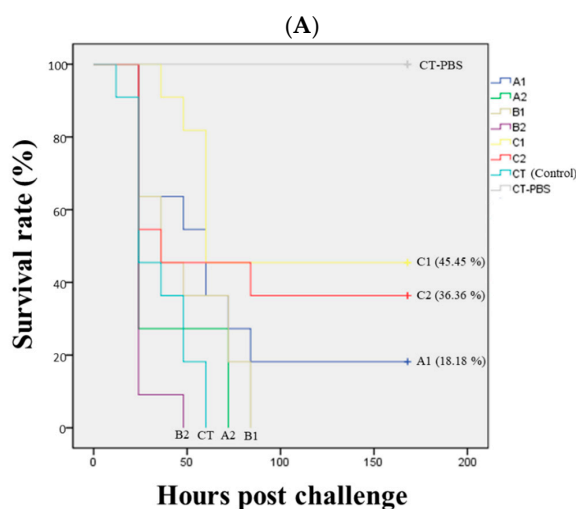 (A)
CT-PBS
A1
A2
B1
B2
C1
C2
CT (Control)
CT-PBS
Survival rate (%)
100
80
60
40
20
0
C1 (45.45 %)
C2 (36.36 %)
A1 (18.18 %)
B2 CT A2 B1
0 50 100 150 200
Hours post challenge